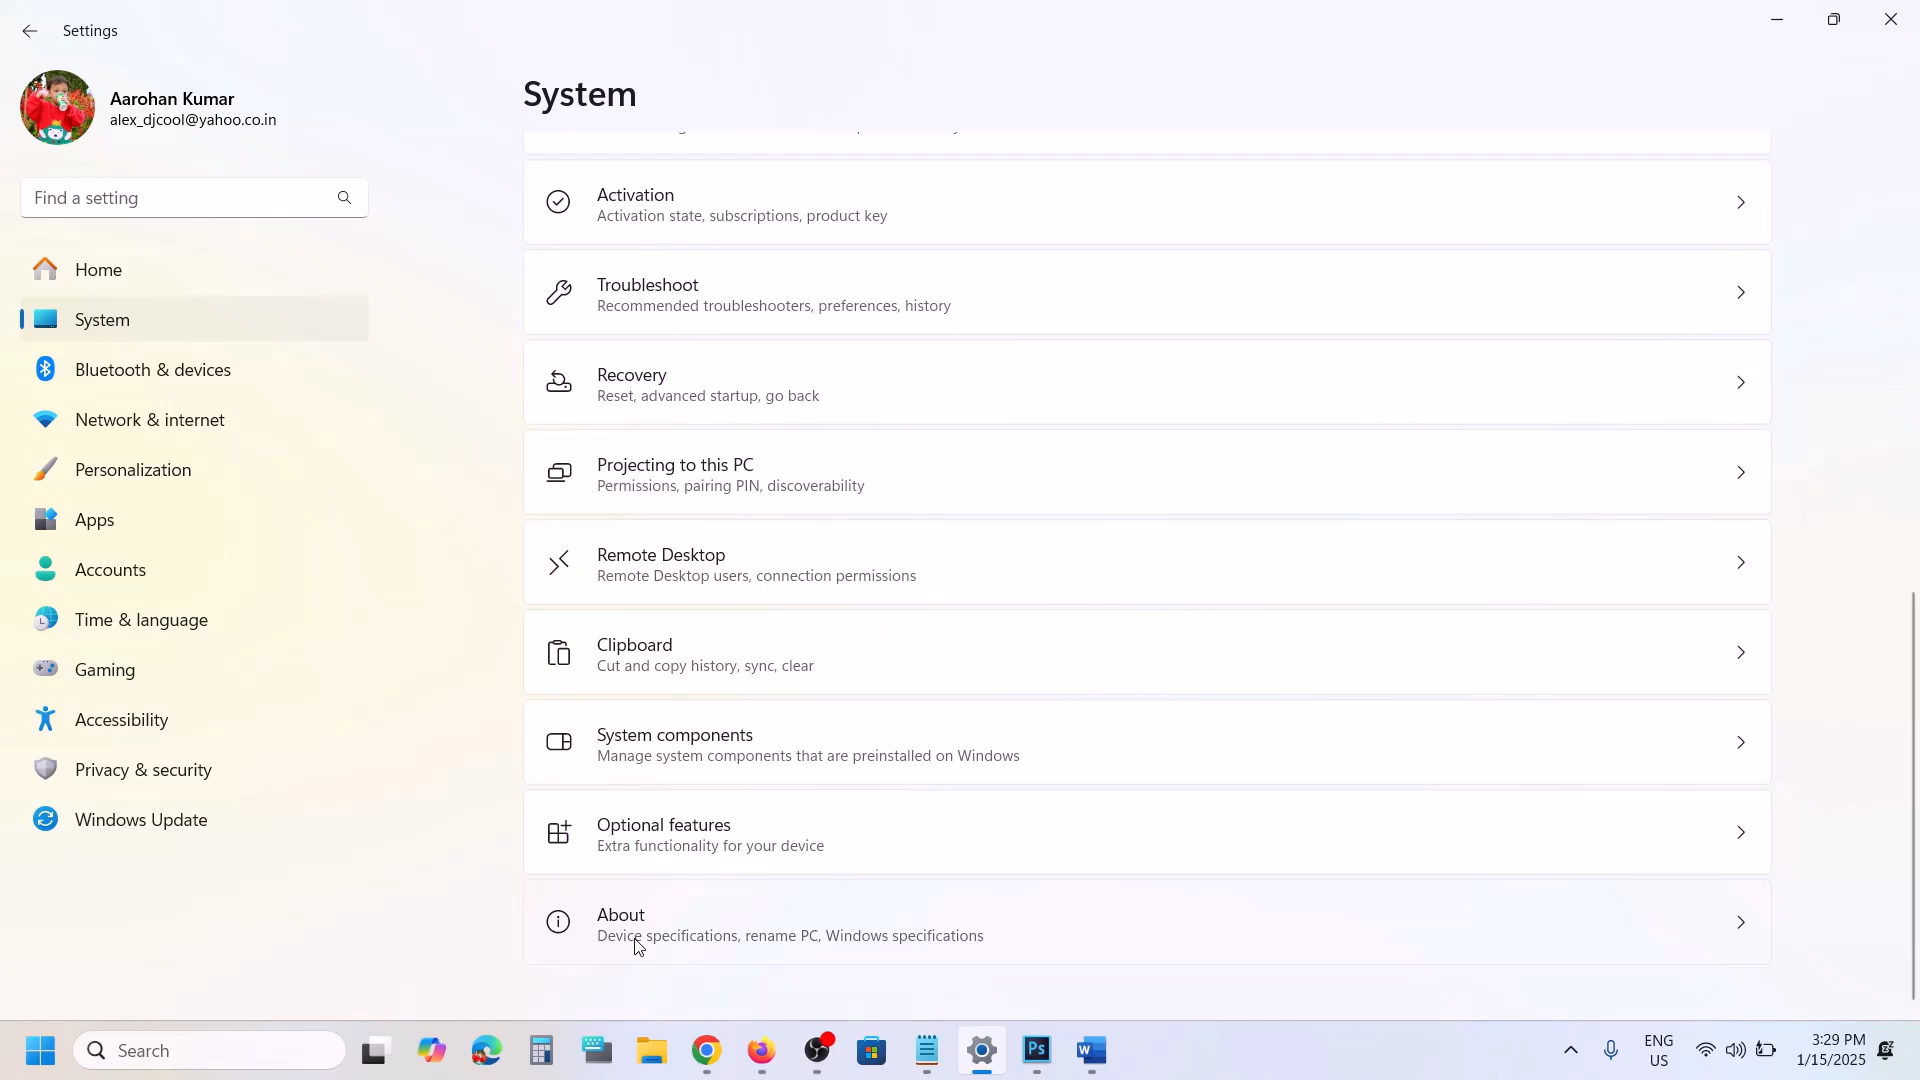 Settings
Aarohan Kumar
alex_djcool@yahoo.co.in
Find a setting
Home
System
Bluetooth & devices
Network & internet
Personalization
Apps
Accounts
Time & language
Gaming
Accessibility
Privacy & security
Windows Update
System
Activation
Activation state, subscriptions, product key
Troubleshoot
Recommended troubleshooters, preferences, history
Recovery
Reset, advanced startup, go back
Projecting to this PC
Permissions, pairing PIN, discoverability
Remote Desktop
Remote Desktop users, connection permissions
Clipboard
Cut and copy history, sync, clear
System components
Manage system components that are preinstalled on Windows
Optional features
Extra functionality for your device
About
Device specifications, rename PC, Windows specifications
Search
Ps
W
ENG
US
3:29 PM
1/15/2025